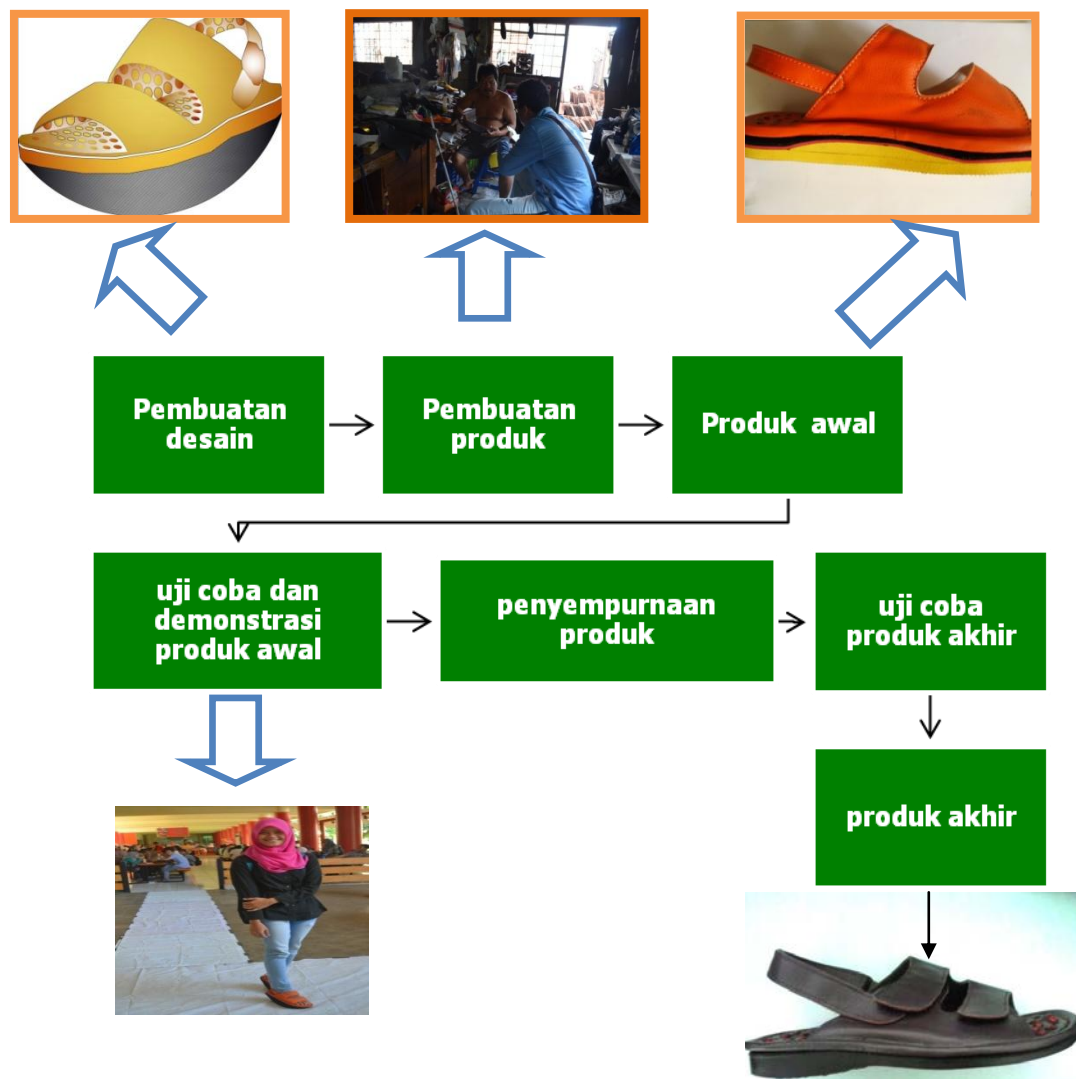 Pembuatan
desain
Pembuatan
produk
Produk awal
uji coba dan
demonstrasi
produk awal
penyempurnaan
produk
uji coba
produk akhir
produk akhir